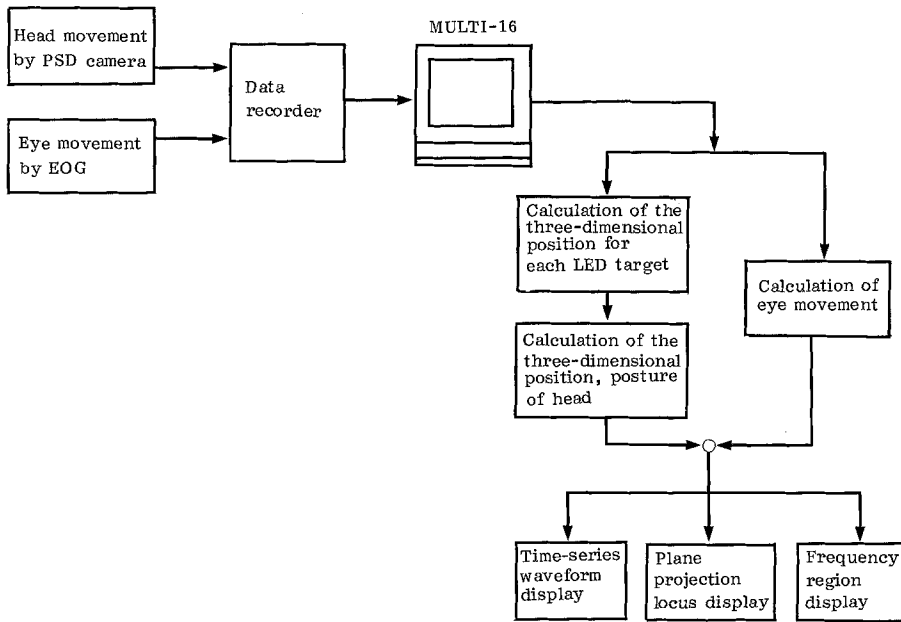 Head movement
by PSD camera
Eye movement
by EOG
Data
recorder
MULTI-16
Calculation of the
three-dimensional
position for
each LED target
Calculation of the
three-dimensional
position, posture
of head
Calculation of
eye movement
Time-series
waveform
display
Plane
projection
locus display
Frequency
region
display